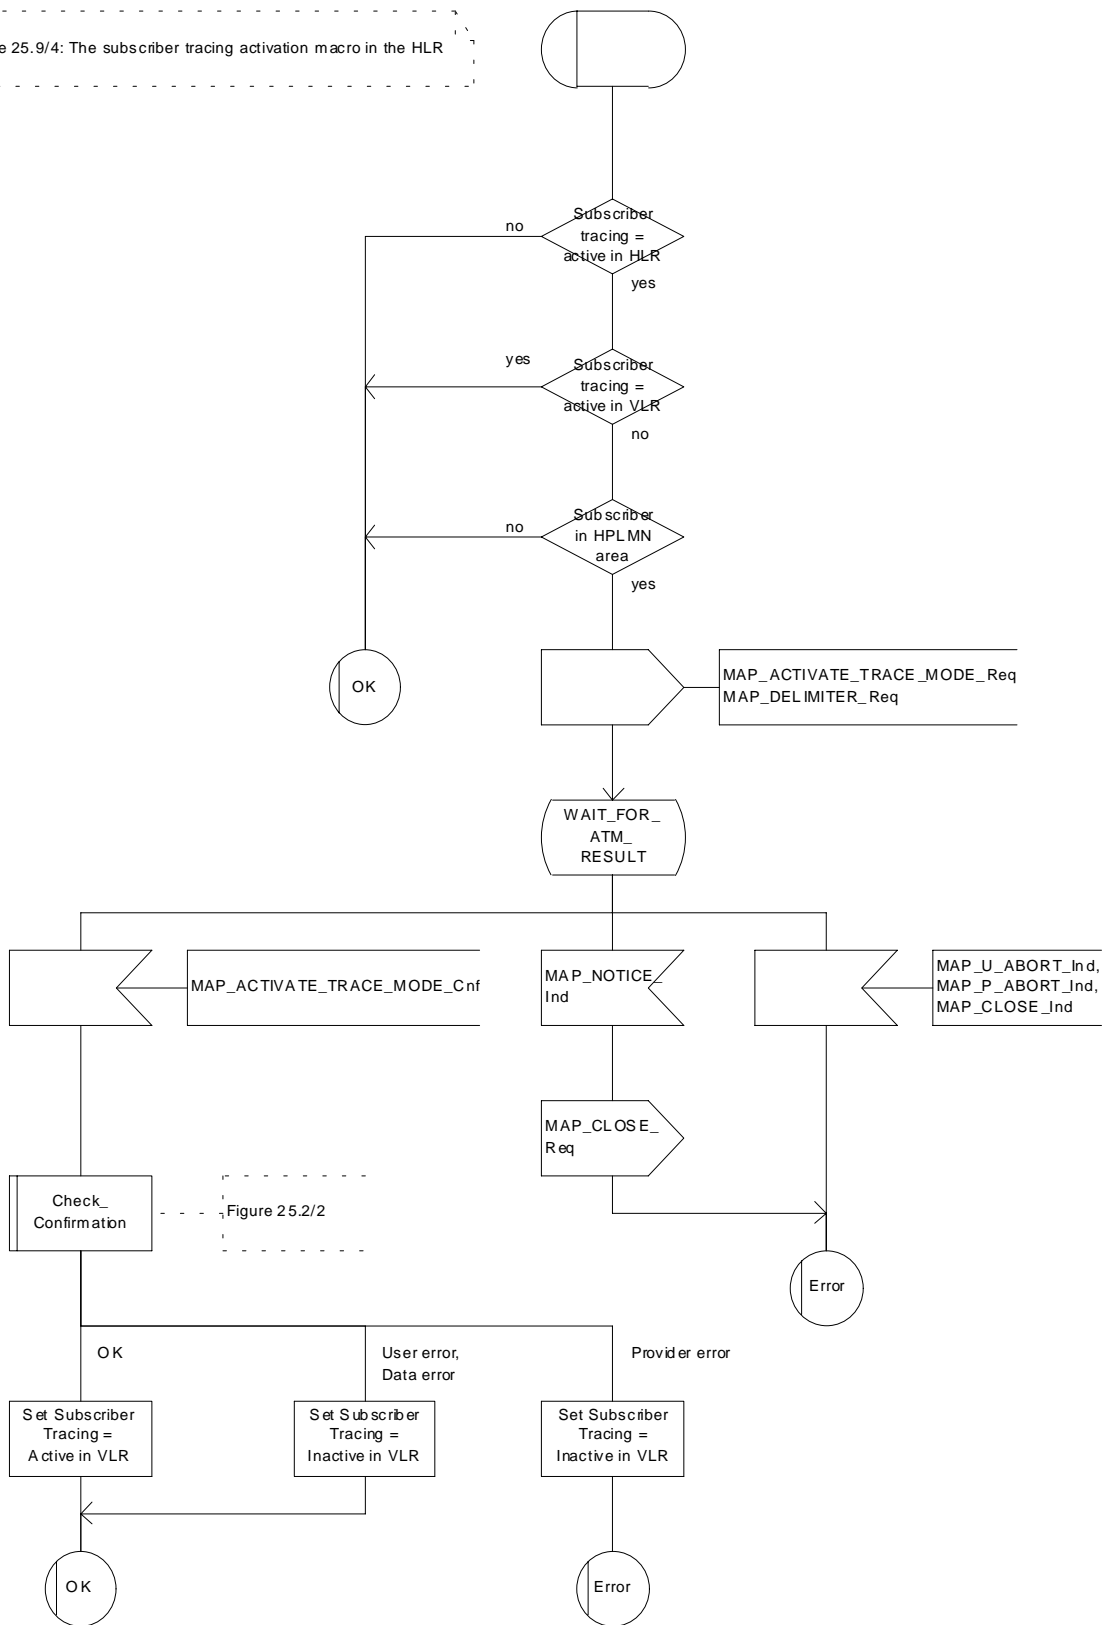 e 25.9/4: The subscriber tracing activation macro in the HLR
Subscriber
tracing =
active in HLR
no
yes
Subscriber
tracing =
active in VLR
yes
no
Subscriber
in HPLMN
area
no
yes
OK
MAP_ACTIVATE_TRACE_MODE_Req
MAP_DELIMITER_Req
WAIT_FOR_
ATM_
RESULT
MAP_ACTIVATE_TRACE_MODE_Cnf
MAP_NOTICE_
Ind
MAP_U_ABORT_Ind,
MAP_P_ABORT_Ind,
MAP_CLOSE_Ind
MAP_CLOSE_
Req
Check_
Confirmation
Figure 25.2/2
Error
OK
User error,
Data error
Provider error
Set Subscriber
Tracing =
Active in VLR
Set Subscriber
Tracing =
Inactive in VLR
Set Subscriber
Tracing =
Inactive in VLR
OK
Error